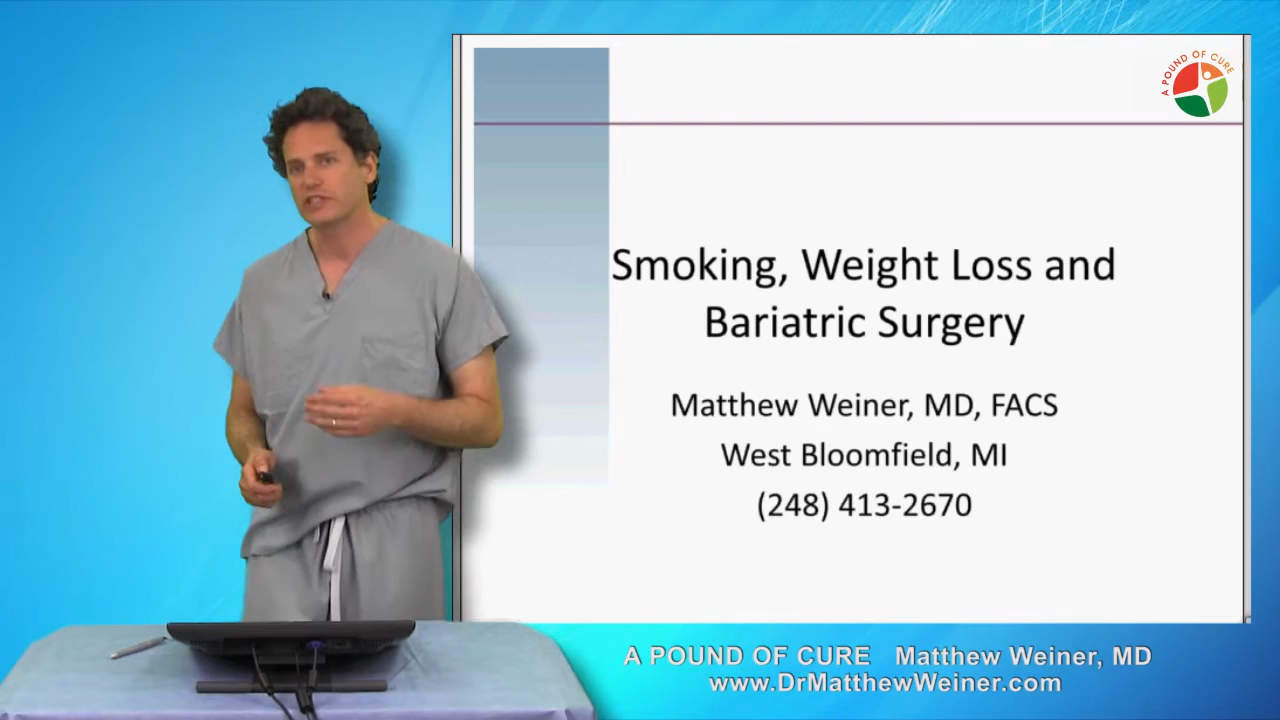 A POUND OF CURE
Smoking, Weight Loss and
Bariatric Surgery
Matthew Weiner, MD, FACS
West Bloomfield, MI
(248) 413-2670
A POUND OF CURE Matthew Weiner, MD
www.DrMatthewWeiner.com